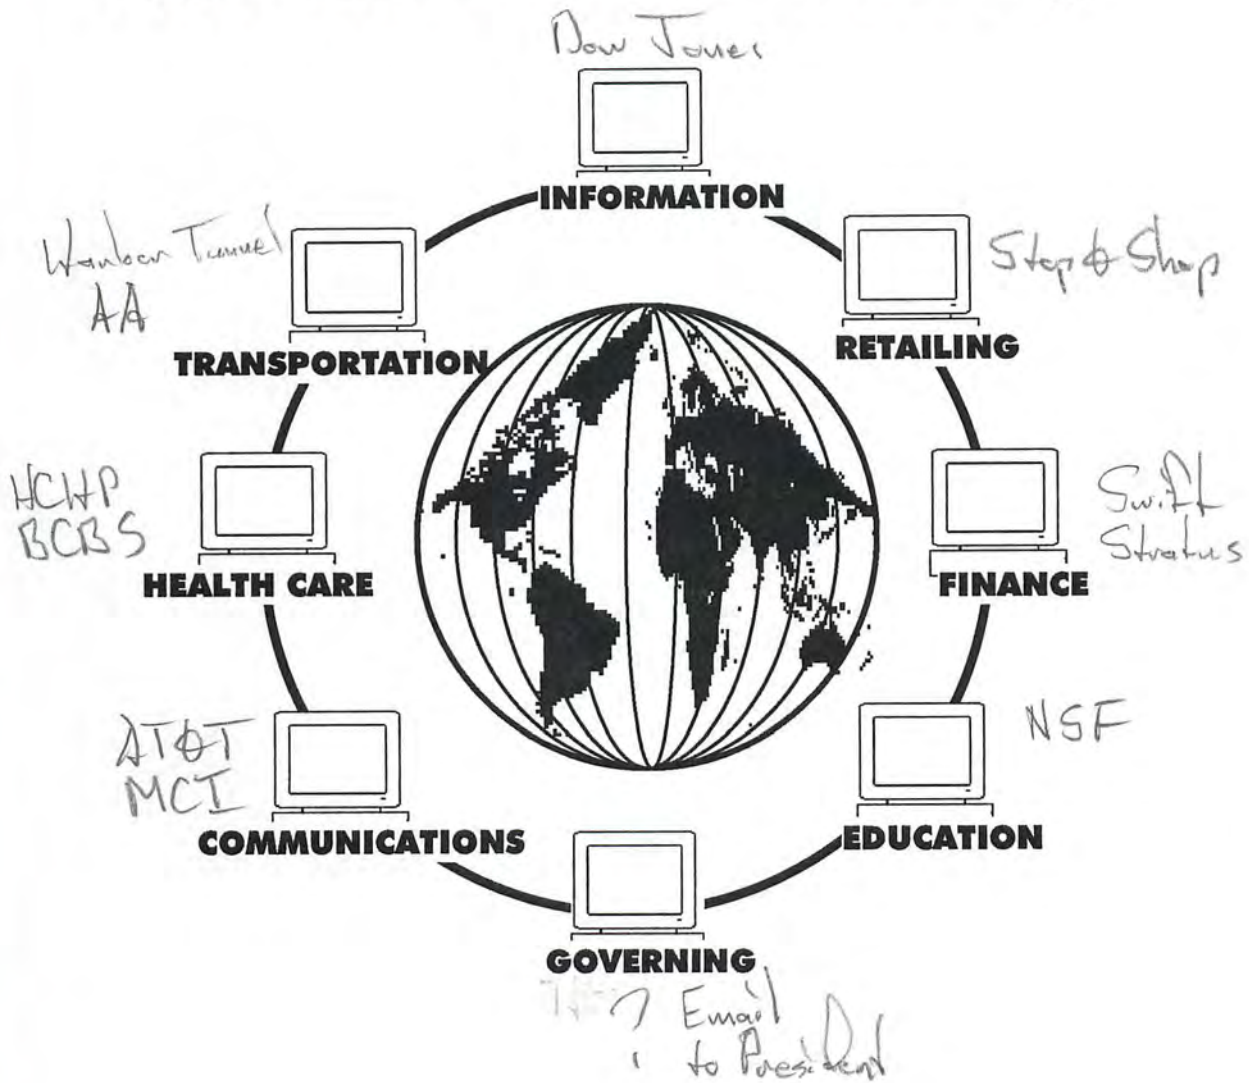 Dow Jones
INFORMATION
Harbor Tunnel
AA
TRANSPORTATION
Stop & Shop
RETAILING
HCHP
BCBS
HEALTH CARE
Swift
Stratus
FINANCE
AT&T
MCI
COMMUNICATIONS
NSF
EDUCATION
GOVERNING
? Email
to President